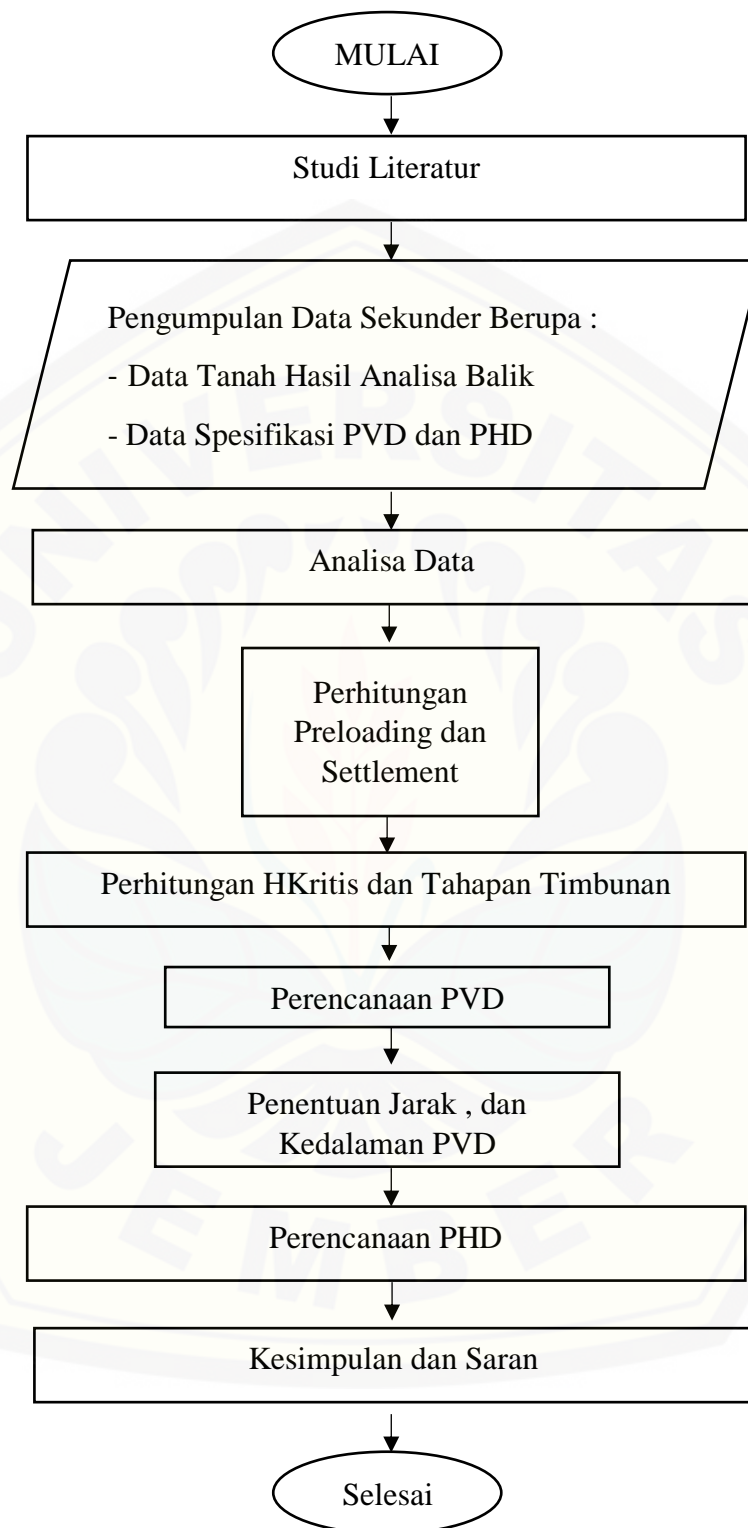 MULAI
Studi Literatur
Pengumpulan Data Sekunder Berupa :
- Data Tanah Hasil Analisa Balik
- Data Spesifikasi PVD dan PHD
UNIVERSITAS
Analisa Data
Perhitungan
Preloading dan
Settlement
Perhitungan HKritis dan Tahapan Timbunan
Perencanaan PVD
Penentuan Jarak , dan
Kedalaman PVD
JEMBER
Perencanaan PHD
Kesimpulan dan Saran
Selesai